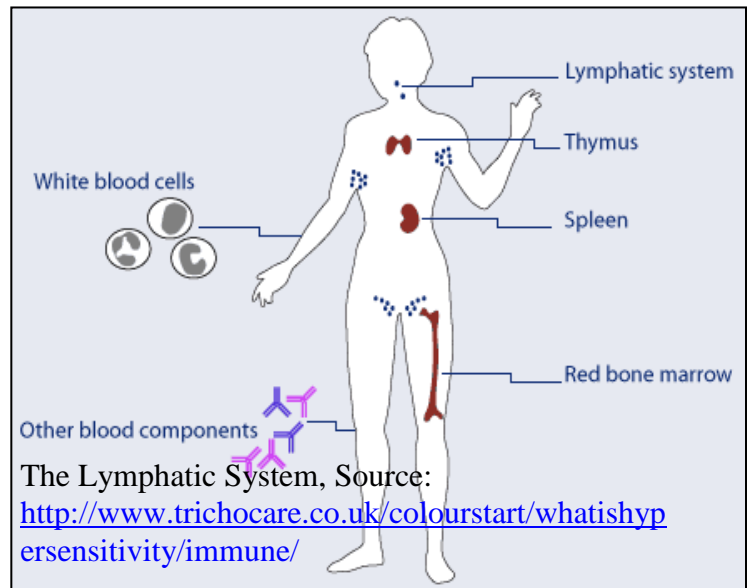 Lymphatic system
Thymus
White blood cells
Spleen
Red bone marrow
Other blood components
The Lymphatic System, Source:
http://www.trichocare.co.uk/colourstart/whatishyp
ersensitivity/immune/